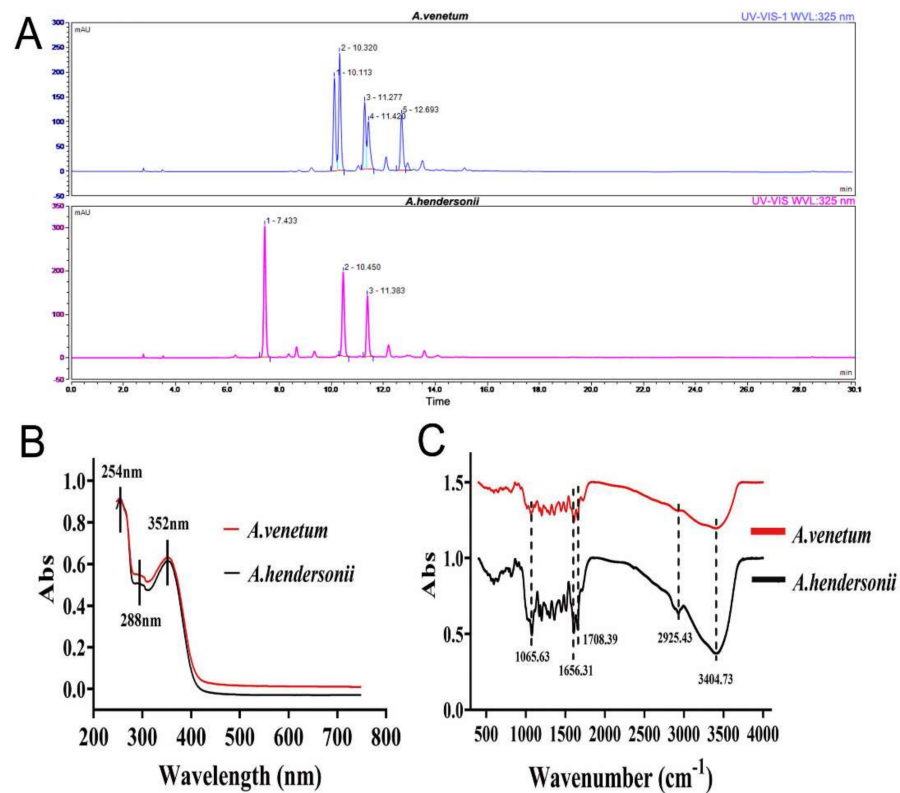 A
A.venetum
UV-VIS-1 WVL:325 nm
mAU
300
250
200
150
100
50
0
-50
1 - 10.113
2 - 10.320
3 - 11.277
4 - 11.420
5 - 12.693
min
A.hendersonii
UV-VIS WVL:325 nm
mAU
350
300
200
100
0
-50
1 - 7.433
2 - 10.450
3 - 11.383
min
0.0 2.0 4.0 6.0 8.0 10.0 12.0 14.0 16.0 18.0 20.0 22.0 24.0 26.0 28.0 30.1
Time
B
254nm
352nm
288nm
A.venetum
A.hendersonii
Abs
1.0
0.8
0.6
0.4
0.2
0.0
200 300 400 500 600 700 800
Wavelength (nm)
C
Abs
1.5
1.0
0.5
0.0
A.venetum
A.hendersonii
1065.63
1656.31
1708.39
2925.43
3404.73
500 1000 1500 2000 2500 3000 3500 4000
Wavenumber (cm⁻¹)